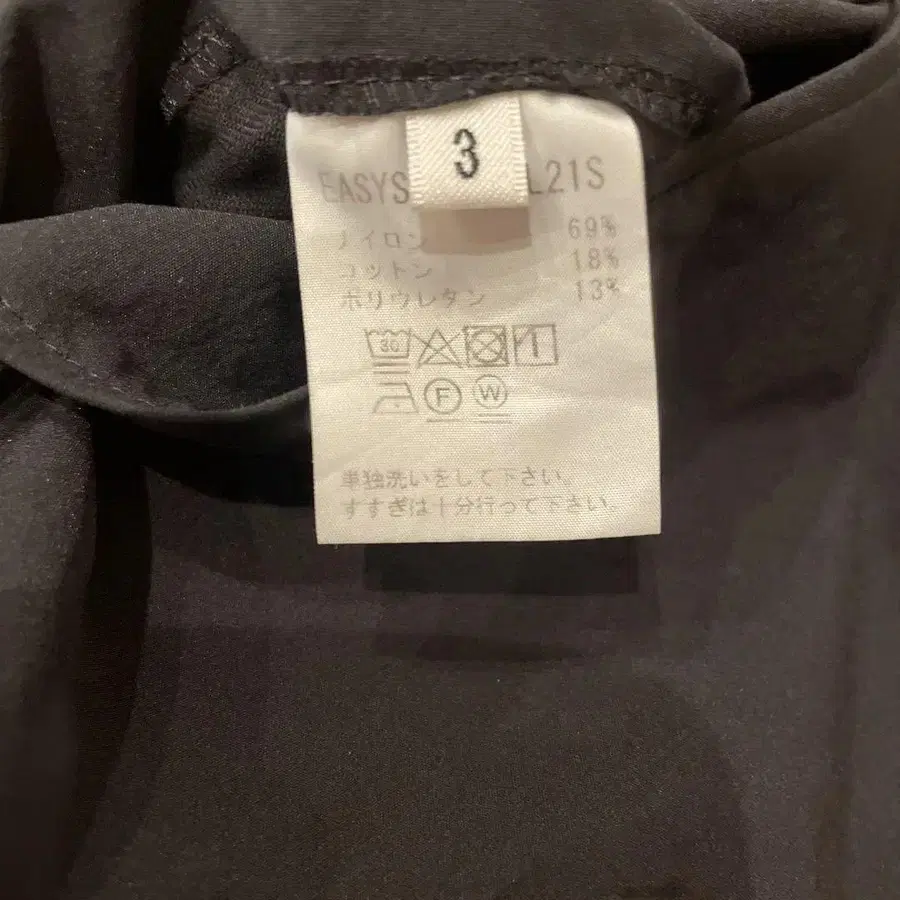 3
EASYS L21S
ナイロン 69%
コットン 18%
ポリウレタン 13%
30
F W
単独洗いをして下さい。
すすぎは十分行って下さい。